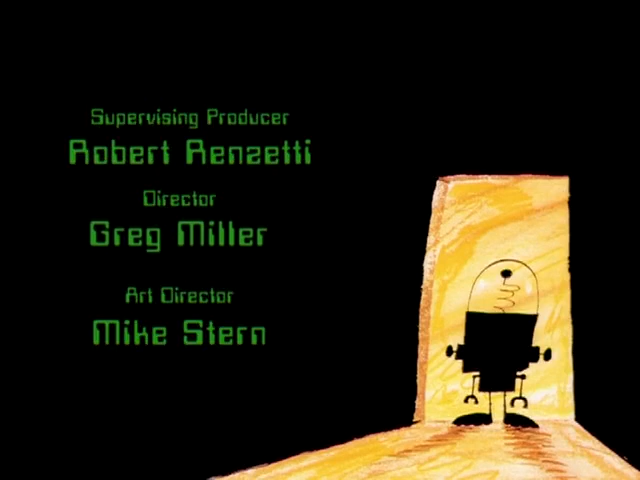 Supervising Producer
Robert Renzetti
Director
Greg Miller
Art Director
Mike Stern